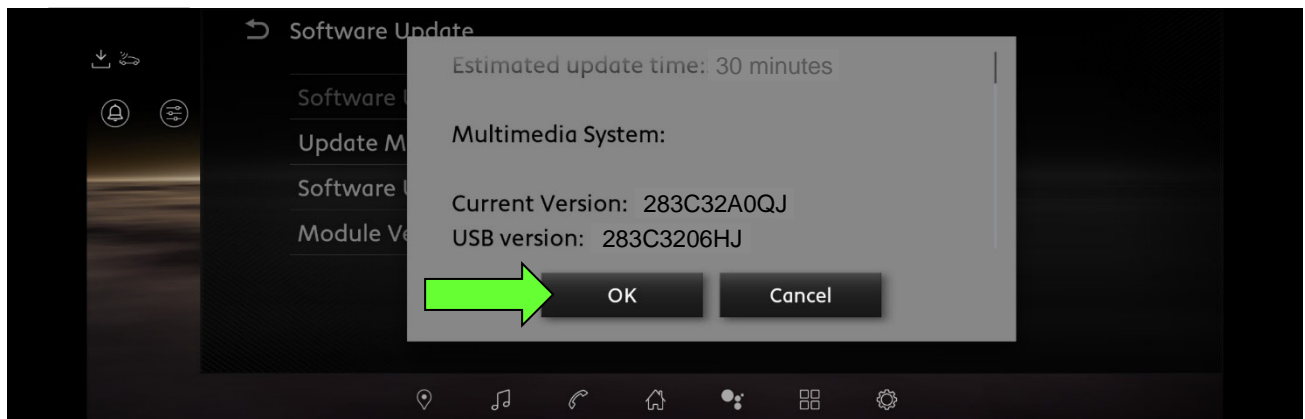 Software Update
Estimated update time: 30 minutes
Software U
Update M
Multimedia System:
Software U
Current Version: 283C32A0QJ
Module Ve
USB version: 283C3206HJ
OK
Cancel